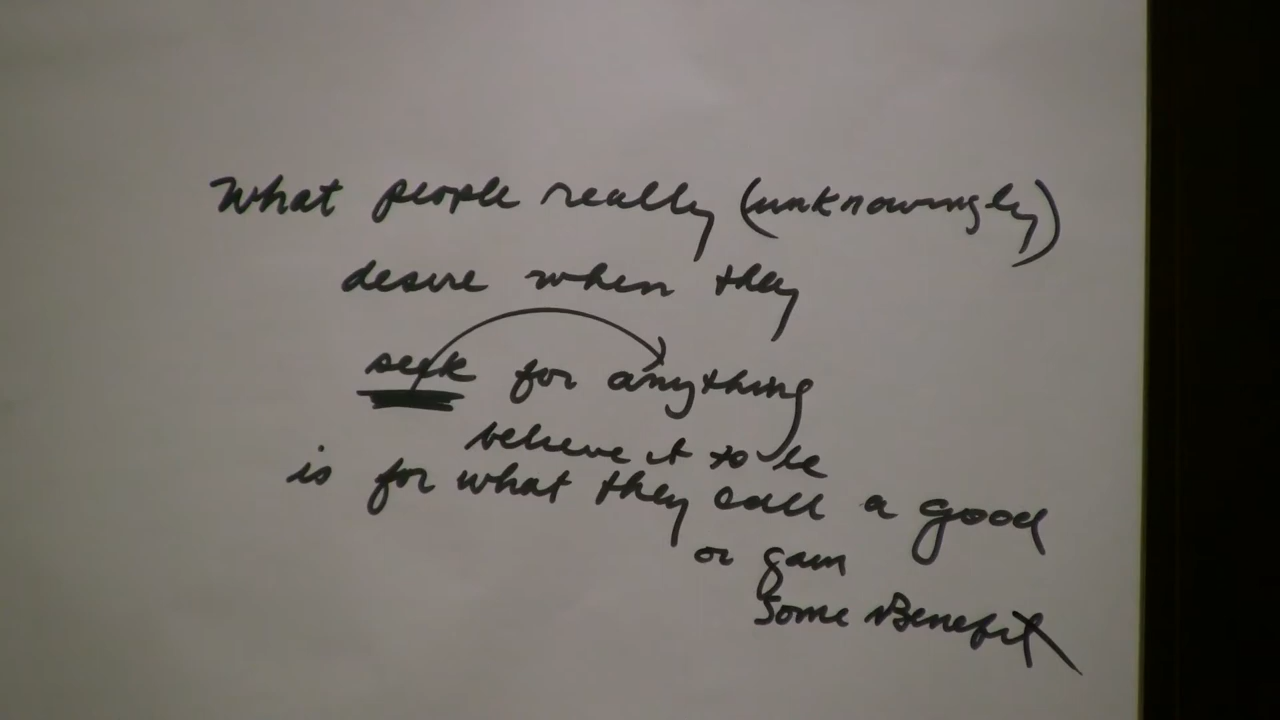 What people really (unknowingly)
desire when they
seek for anything
believe it to be
is for what they call a good
or gain
Some Benefit